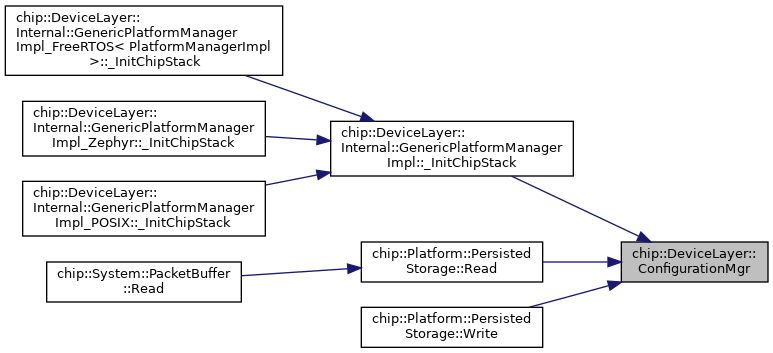 chip::DeviceLayer::
Internal::GenericPlatformManager
Impl_FreeRTOS< PlatformManagerImpl
>::_InitChipStack
chip::DeviceLayer::
Internal::GenericPlatformManager
Impl_Zephyr::_InitChipStack
chip::DeviceLayer::
Internal::GenericPlatformManager
Impl_POSIX::_InitChipStack
chip::System::PacketBuffer
::Read
chip::DeviceLayer::
Internal::GenericPlatformManager
Impl::_InitChipStack
chip::Platform::Persisted
Storage::Read
chip::Platform::Persisted
Storage::Write
chip::DeviceLayer::
ConfigurationMgr